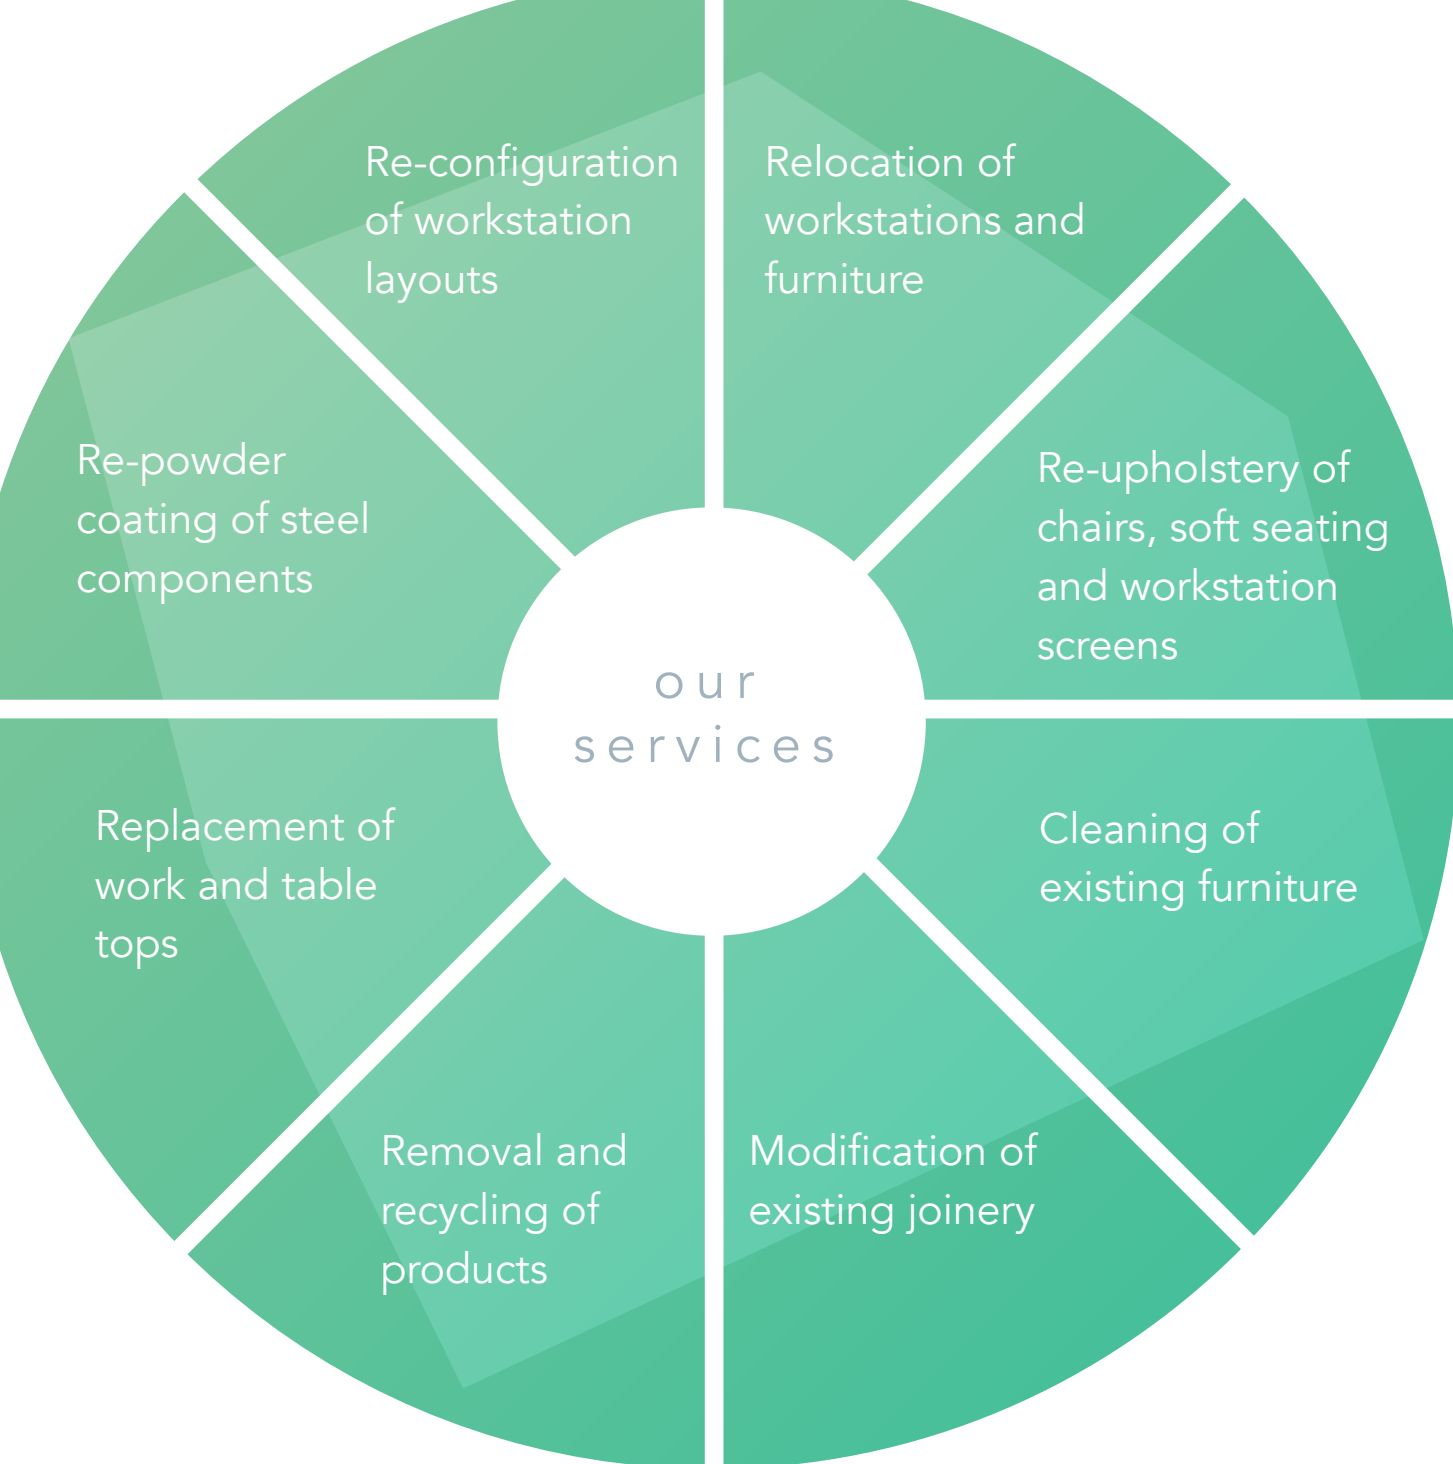 Re-configuration
of workstation
layouts
Relocation of
workstations and
furniture
Re-upholstery of
chairs, soft seating
and workstation
screens
Cleaning of
existing furniture
Modification of
existing joinery
Removal and
recycling of
products
Replacement of
work and table
tops
Re-powder
coating of steel
components
our
services